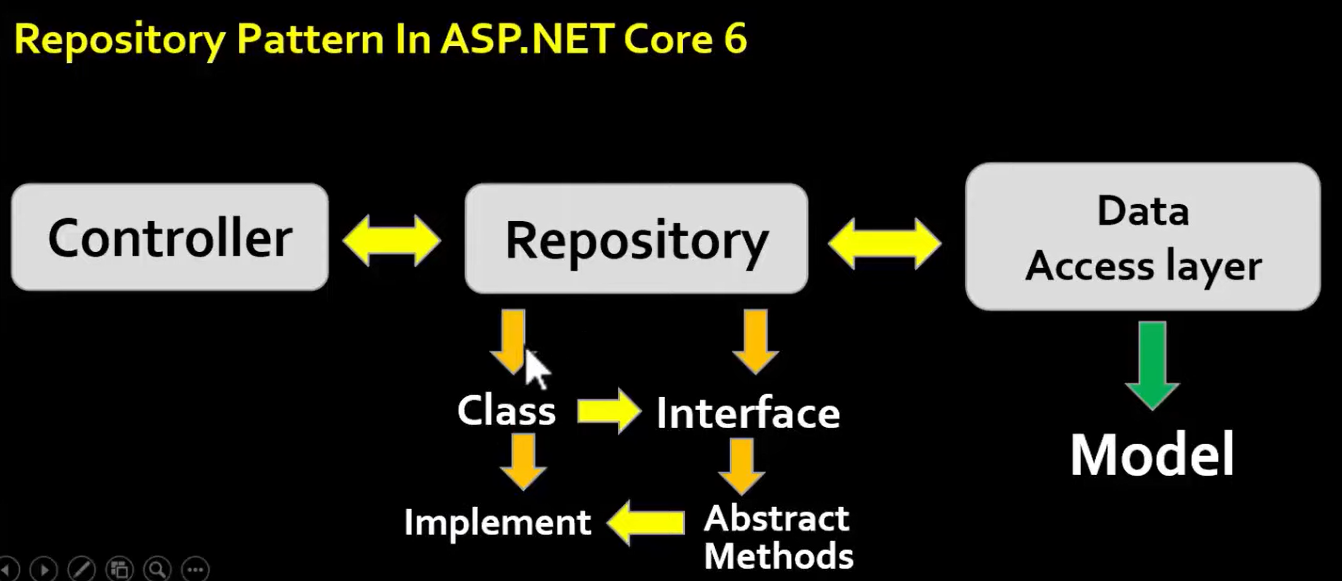 Repository Pattern In ASP.NET Core 6
Controller
Repository
Data
Access layer
Class
Interface
Model
Implement
Abstract
Methods